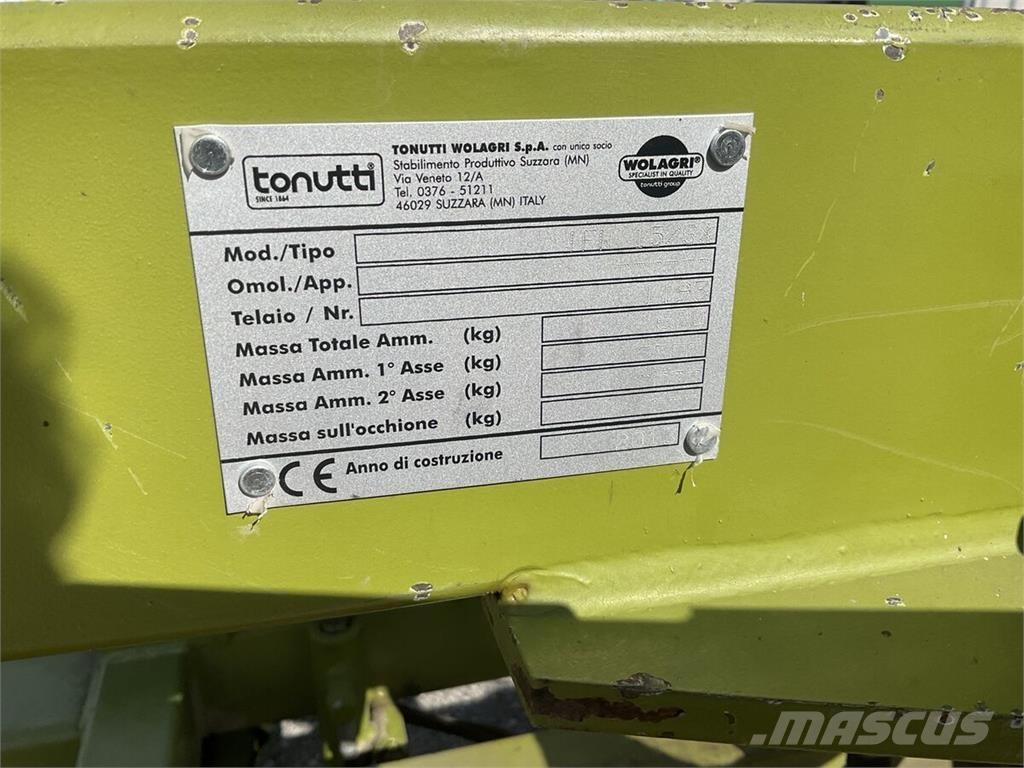 tonutti®
SINCE 1864
TONUTTI WOLAGRI S.p.A. con unico socio
Stabilimento Produttivo Suzzara (MN)
Via Veneto 12/A
Tel. 0376 - 51211
46029 SUZZARA (MN) ITALY
WOLAGRI®
SPECIALIST IN QUALITY
tonutti group
Mod./Tipo
Omol./App.
Telaio / Nr.
Massa Totale Amm. (kg)
Massa Amm. 1° Asse (kg)
Massa Amm. 2° Asse (kg)
Massa sull'occhione (kg)
CE Anno di costruzione
MASCUS